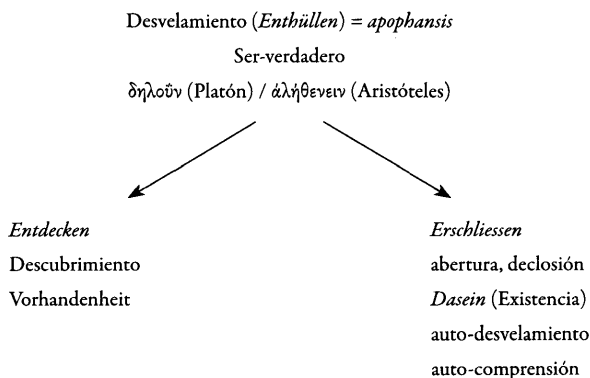 Desvelamiento (Enthüllen) = apophansis
Ser-verdadero
δηλοῦν (Platón) / ἀλήθενειν (Aristóteles)
Entdecken
Descubrimiento
Vorhandenheit
Erschliessen
abertura, declosión
Dasein (Existencia)
auto-desvelamiento
auto-comprensión